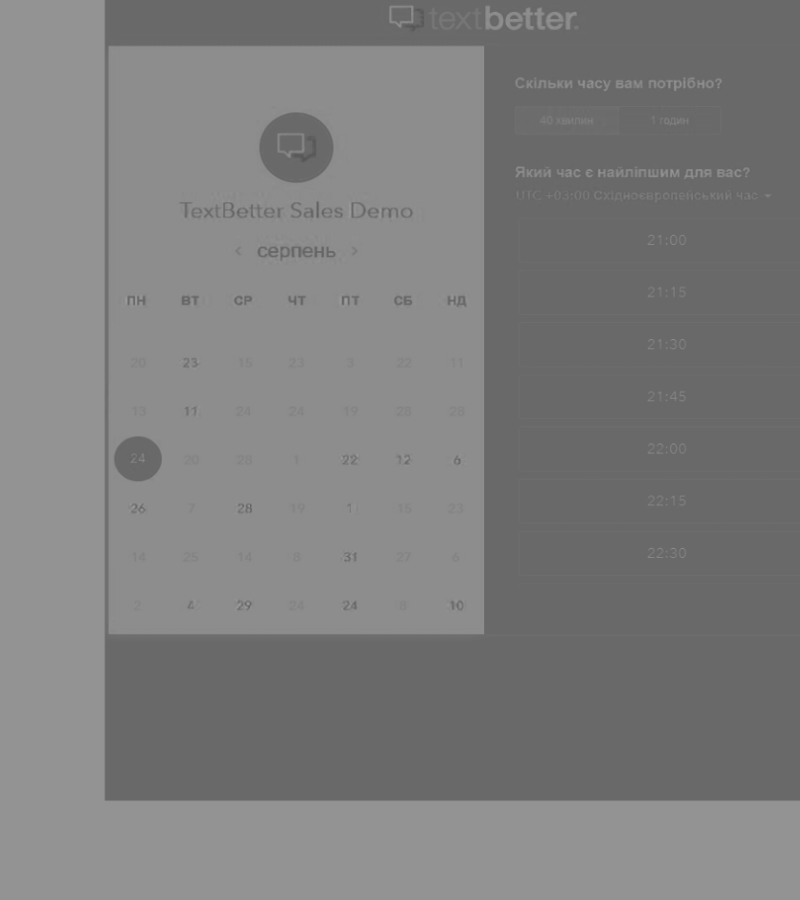 textbetter.
TextBetter Sales Demo
< серпень >
ПН ВТ СР ЧТ ПТ СБ НД
20 23 15 23 3 22 11
13 11 24 24 19 28 28
24 20 28 1 22 12 6
26 7 28 19 1 15 23
14 25 14 8 31 27 6
2 4 29 24 24 8 10
Скільки часу вам потрібно?
40 хвилин 1 годин
Який час є найліпшим для вас?
UTC +03:00 Східноєвропейський час
21:00
21:15
21:30
21:45
22:00
22:15
22:30